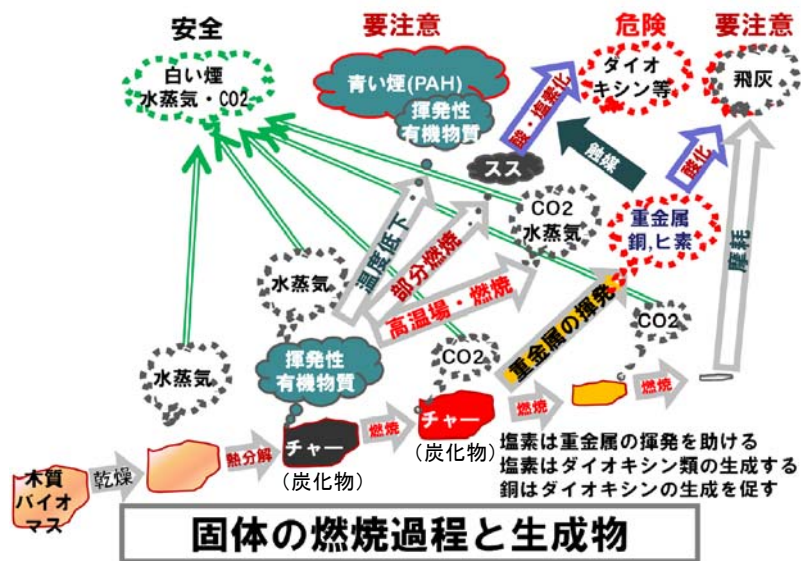 安全
要注意
危険
要注意
白い煙
水蒸気・CO2
青い煙(PAH)
揮発性
有機物質
酸・塩素化
ダイオ
キシン等
飛灰
スス
触媒
酸化
CO2
水蒸気
重金属
銅,ヒ素
水蒸気
温度低下
部分燃焼
高温場・燃焼
重金属の揮発
摩耗
水蒸気
揮発性
有機物質
CO2
CO2
木質
バイオ
マス
乾燥
熱分解
チャー
(炭化物)
燃焼
チャー
(炭化物)
燃焼
燃焼
塩素は重金属の揮発を助ける
塩素はダイオキシン類の生成する
銅はダイオキシンの生成を促す
固体の燃焼過程と生成物